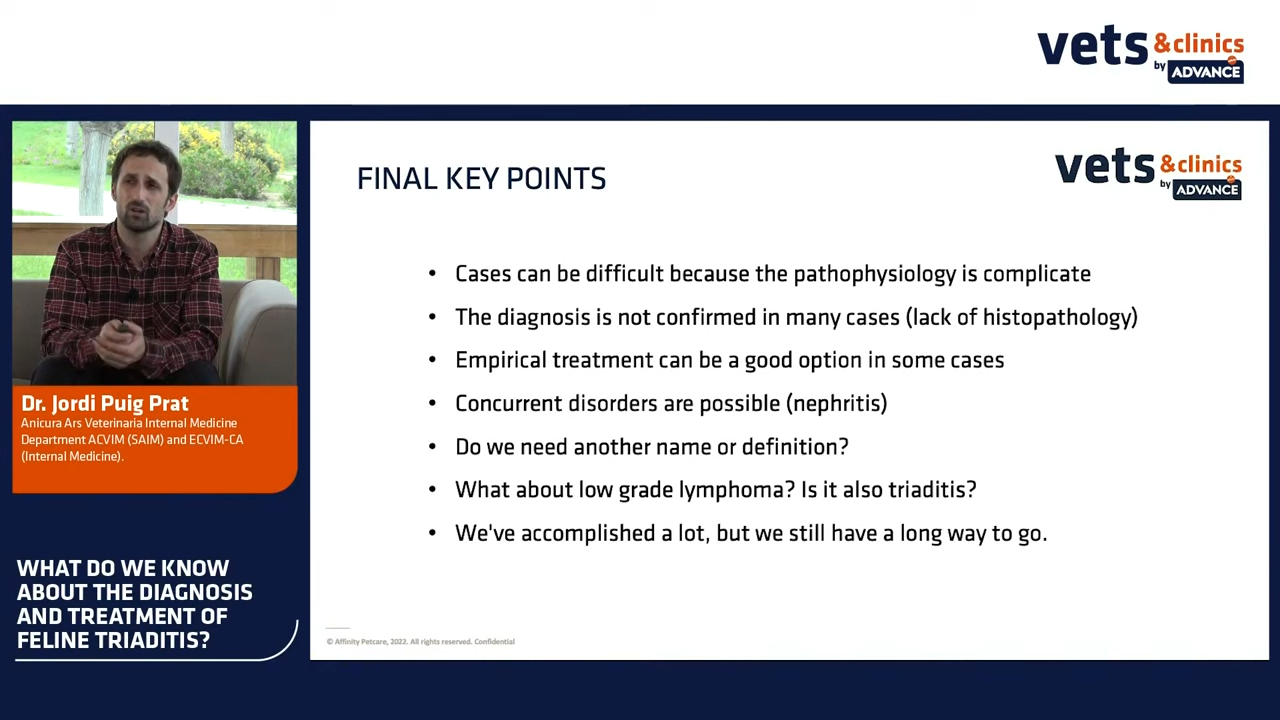 vets &clinics
by ADVANCE
FINAL KEY POINTS
vets &clinics
by ADVANCE
• Cases can be difficult because the pathophysiology is complicate
• The diagnosis is not confirmed in many cases (lack of histopathology)
• Empirical treatment can be a good option in some cases
• Concurrent disorders are possible (nephritis)
• Do we need another name or definition?
• What about low grade lymphoma? Is it also triaditis?
• We've accomplished a lot, but we still have a long way to go.
© Affinity Petcare, 2022. All rights reserved. Confidential
Dr. Jordi Puig Prat
Anicura Ars Veterinaria Internal Medicine
Department ACVIM (SAIM) and ECVIM-CA
(Internal Medicine).
WHAT DO WE KNOW
ABOUT THE DIAGNOSIS
AND TREATMENT OF
FELINE TRIADITIS?